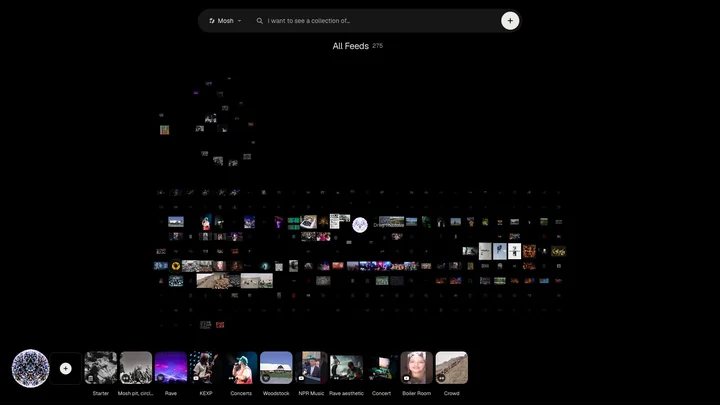 Mosh
I want to see a collection of...
All Feeds 275
Starter
Mosh pit, circl...
Rave
KEXP
Concerts
Woodstock
NPR Music
Rave aesthetic
Concert
Boiler Room
Crowd